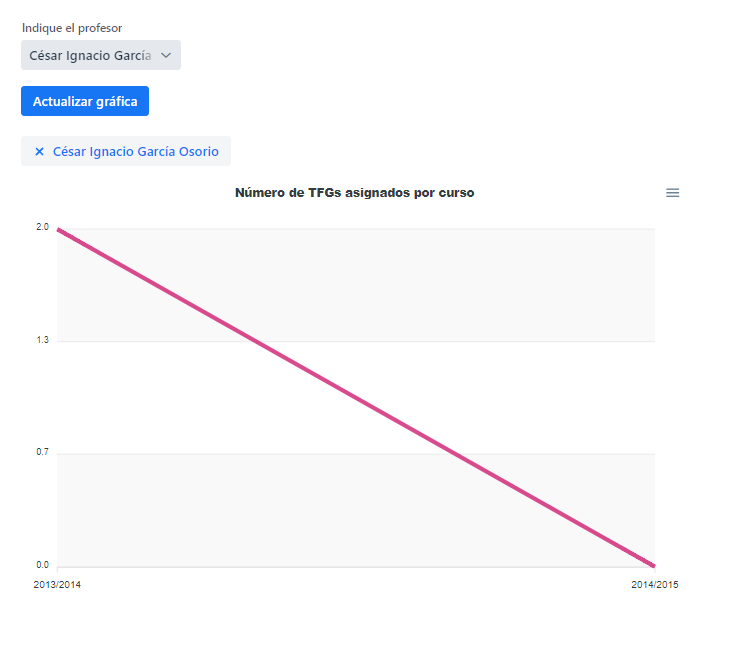 Indique el profesor
César Ignacio García
Actualizar gráfica
× César Ignacio García Osorio
Número de TFGs asignados por curso
2.0
1.3
0.7
0.0
2013/2014 2014/2015